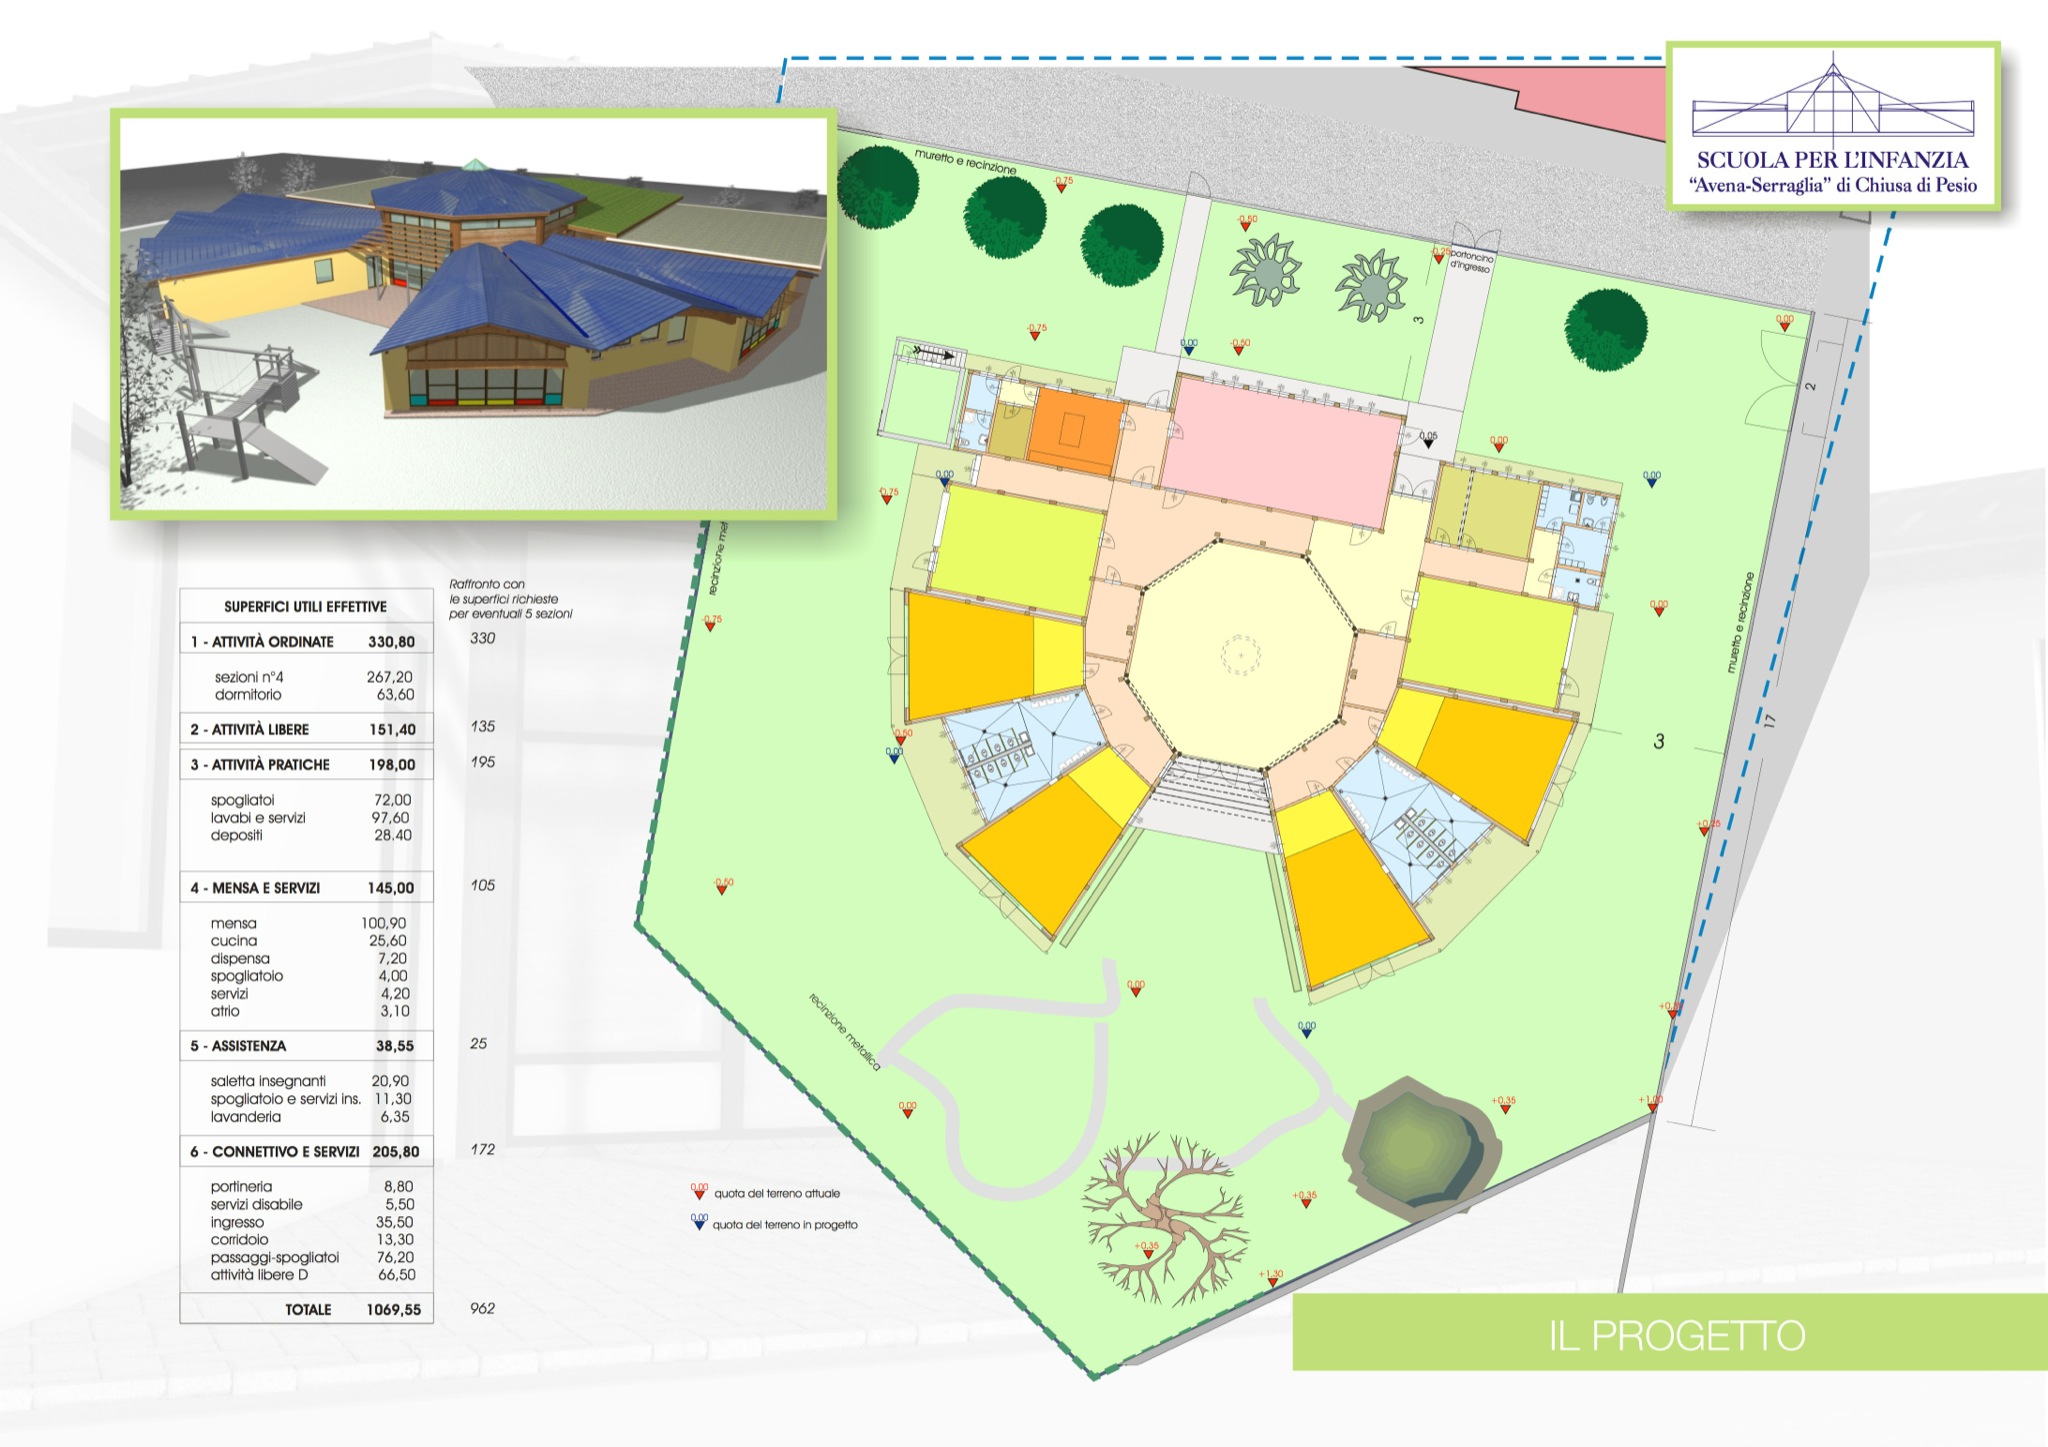 SCUOLA PER L'INFANZIA
“Avena-Serraglia” di Chiusa di Pesio
muretto e recinzione
-0.75
-0.50
-0.25
portoncino
d'ingresso
0.00
-0.75
0.00
-0.50
3
2
0.05
0.00
0.00
0.00
-0.75
0.00
-0.75
muretto e recinzione
-0.50
0.00
3
17
+0.25
-0.50
0.00
0.00
recinzione metallica
0.00
+0.35
+1.00
+0.35
+0.35
+1.30
SUPERFICI UTILI EFFETTIVE
Raffronto con
le superfici richieste
per eventuali 5 sezioni
1 - ATTIVITÀ ORDINATE 330,80 330
sezioni n°4 267,20
dormitorio 63,60
2 - ATTIVITÀ LIBERE 151,40 135
3 - ATTIVITÀ PRATICHE 198,00 195
spogliatoi 72,00
lavabi e servizi 97,60
depositi 28.40
4 - MENSA E SERVIZI 145,00 105
mensa 100,90
cucina 25,60
dispensa 7,20
spogliatoio 4,00
servizi 4,20
atrio 3,10
5 - ASSISTENZA 38,55 25
saletta insegnanti 20,90
spogliatoio e servizi ins. 11,30
lavanderia 6,35
6 - CONNETTIVO E SERVIZI 205,80 172
portineria 8,80
servizi disabile 5,50
ingresso 35,50
corridoio 13,30
passaggi-spogliatoi 76,20
attività libere D 66,50
TOTALE 1069,55 962
0.00 quota del terreno attuale
0.00 quota del terreno in progetto
IL PROGETTO